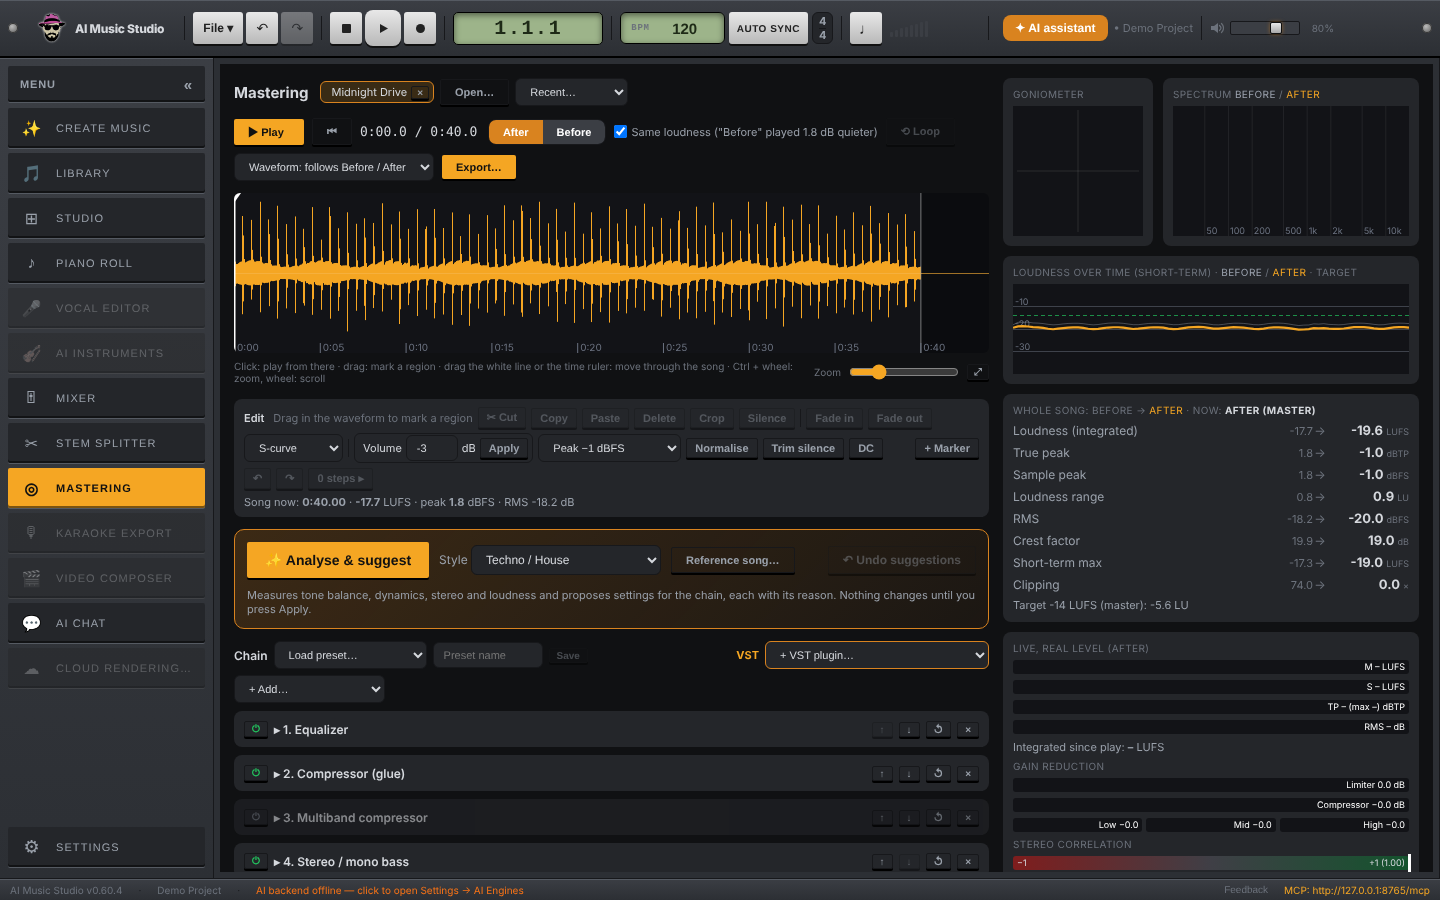 AI Music Studio
File ▾
1.1.1
BPM 120
AUTO SYNC
4
4
✦ AI assistant
• Demo Project
80%
MENU «
CREATE MUSIC
LIBRARY
STUDIO
PIANO ROLL
VOCAL EDITOR
AI INSTRUMENTS
MIXER
STEM SPLITTER
MASTERING
KARAOKE EXPORT
VIDEO COMPOSER
AI CHAT
CLOUD RENDERING...
SETTINGS
Mastering
Midnight Drive ×
Open...
Recent...
▶ Play
0:00.0 / 0:40.0
After
Before
Same loudness ("Before" played 1.8 dB quieter)
⟲ Loop
Waveform: follows Before / After
Export...
0:00 0:05 0:10 0:15 0:20 0:25 0:30 0:35 0:40
Click: play from there · drag: mark a region · drag the white line or the time ruler: move through the song · Ctrl + wheel:
zoom, wheel: scroll
Zoom
Edit Drag in the waveform to mark a region ✂ Cut Copy Paste Delete Crop Silence Fade in Fade out
S-curve Volume -3 dB Apply Peak −1 dBFS Normalise Trim silence DC + Marker
↶ ↷ 0 steps ▸
Song now: 0:40.00 · -17.7 LUFS · peak 1.8 dBFS · RMS -18.2 dB
✨ Analyse & suggest Style Techno / House Reference song... ↶ Undo suggestions
Measures tone balance, dynamics, stereo and loudness and proposes settings for the chain, each with its reason. Nothing changes until you
press Apply.
Chain Load preset... Preset name Save VST + VST plugin...
+ Add...
▸ 1. Equalizer ↑ ↓ ↺ ×
▸ 2. Compressor (glue) ↑ ↓ ↺ ×
▸ 3. Multiband compressor ↑ ↓ ↺ ×
▸ 4. Stereo / mono bass ↑ ↓ ↺ ×
GONIOMETER
SPECTRUM BEFORE / AFTER
50 100 200 500 1k 2k 5k 10k
LOUDNESS OVER TIME (SHORT-TERM) · BEFORE / AFTER · TARGET
-10
-20
-30
WHOLE SONG: BEFORE → AFTER · NOW: AFTER (MASTER)
Loudness (integrated) -17.7 → -19.6 LUFS
True peak 1.8 → -1.0 dBTP
Sample peak 1.8 → -1.0 dBFS
Loudness range 0.8 → 0.9 LU
RMS -18.2 → -20.0 dBFS
Crest factor 19.9 → 19.0 dB
Short-term max -17.3 → -19.0 LUFS
Clipping 74.0 → 0.0 ×
Target -14 LUFS (master): -5.6 LU
LIVE, REAL LEVEL (AFTER)
M – LUFS
S – LUFS
TP – (max –) dBTP
RMS – dB
Integrated since play: – LUFS
GAIN REDUCTION
Limiter 0.0 dB
Compressor −0.0 dB
Low −0.0 Mid −0.0 High −0.0
STEREO CORRELATION
−1 +1 (1.00)
AI Music Studio v0.60.4 · Demo Project · AI backend offline — click to open Settings → AI Engines
Feedback MCP: http://127.0.0.1:8765/mcp